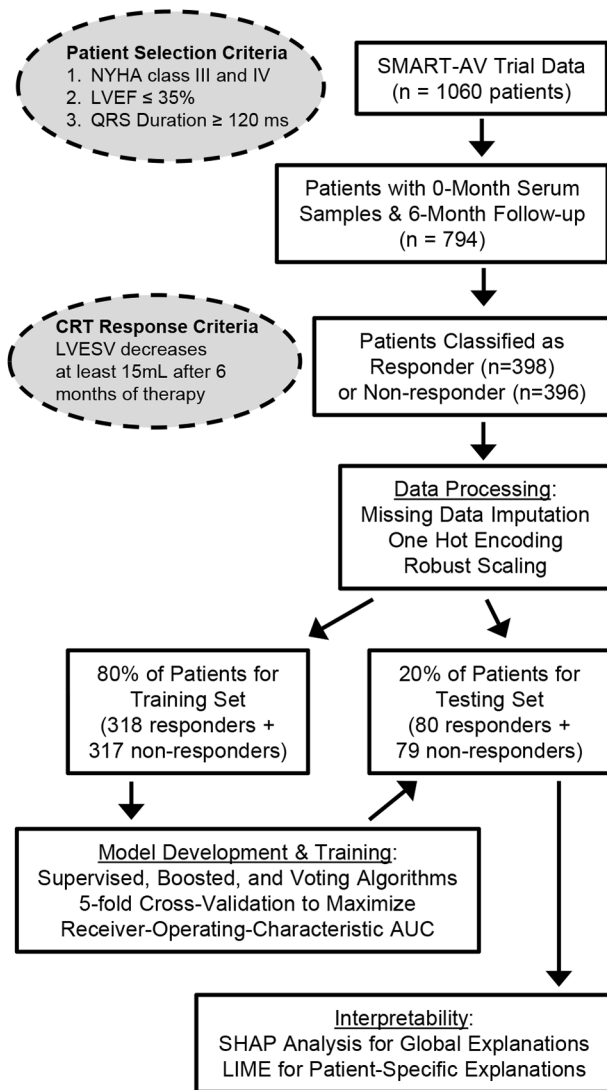 Patient Selection Criteria
1. NYHA class III and IV
2. LVEF ≤ 35%
3. QRS Duration ≥ 120 ms
SMART-AV Trial Data
(n = 1060 patients)
Patients with 0-Month Serum
Samples & 6-Month Follow-up
(n = 794)
CRT Response Criteria
LVESV decreases
at least 15mL after 6
months of therapy
Patients Classified as
Responder (n=398)
or Non-responder (n=396)
Data Processing:
Missing Data Imputation
One Hot Encoding
Robust Scaling
80% of Patients for
Training Set
(318 responders +
317 non-responders)
20% of Patients for
Testing Set
(80 responders +
79 non-responders)
Model Development & Training:
Supervised, Boosted, and Voting Algorithms
5-fold Cross-Validation to Maximize
Receiver-Operating-Characteristic AUC
Interpretability:
SHAP Analysis for Global Explanations
LIME for Patient-Specific Explanations